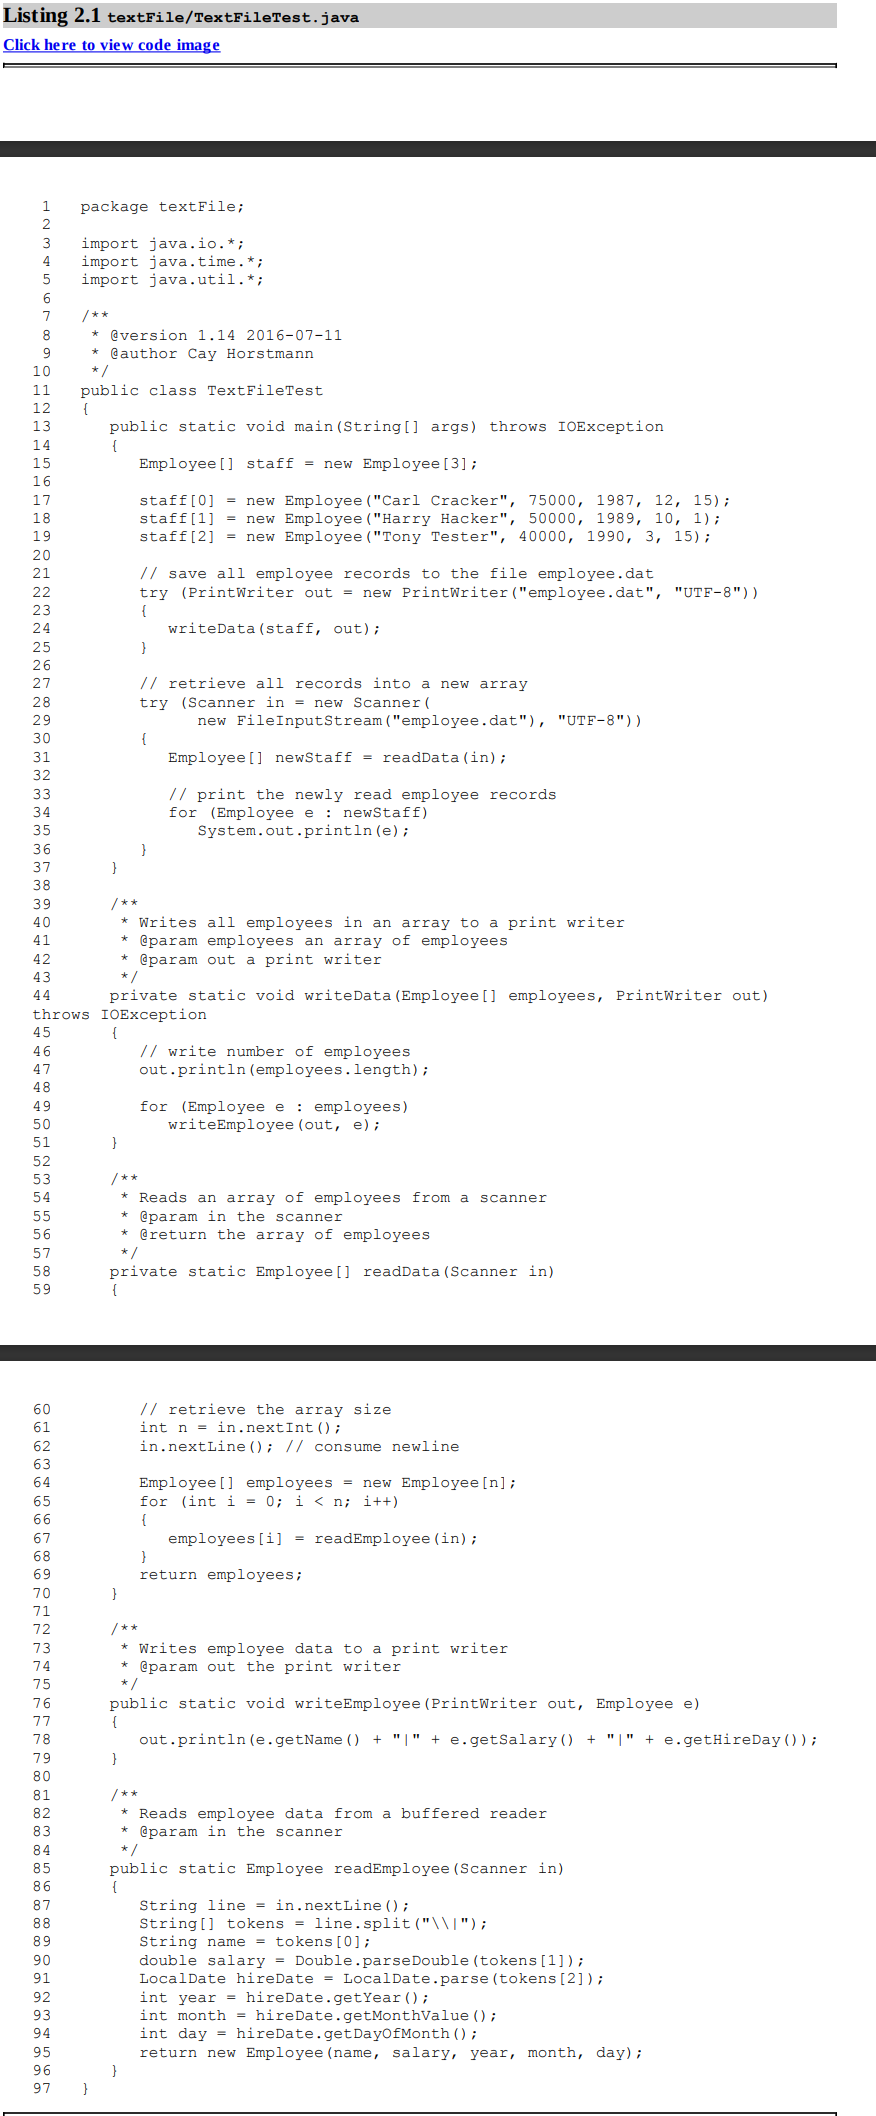 Listing 2.1 textFile/TextFileTest.java
Click here to view code image
1 package textFile;
2
3 import java.io.*;
4 import java.time.*;
5 import java.util.*;
6
7 /**
8 * @version 1.14 2016-07-11
9 * @author Cay Horstmann
10 */
11 public class TextFileTest
12 {
13 public static void main(String[] args) throws IOException
14 {
15 Employee[] staff = new Employee[3];
16
17 staff[0] = new Employee("Carl Cracker", 75000, 1987, 12, 15);
18 staff[1] = new Employee("Harry Hacker", 50000, 1989, 10, 1);
19 staff[2] = new Employee("Tony Tester", 40000, 1990, 3, 15);
20
21 // save all employee records to the file employee.dat
22 try (PrintWriter out = new PrintWriter("employee.dat", "UTF-8"))
23 {
24 writeData(staff, out);
25 }
26
27 // retrieve all records into a new array
28 try (Scanner in = new Scanner(
29 new FileInputStream("employee.dat"), "UTF-8"))
30 {
31 Employee[] newStaff = readData(in);
32
33 // print the newly read employee records
34 for (Employee e : newStaff)
35 System.out.println(e);
36 }
37 }
38
39 /**
40 * Writes all employees in an array to a print writer
41 * @param employees an array of employees
42 * @param out a print writer
43 */
44 private static void writeData(Employee[] employees, PrintWriter out)
throws IOException
45 {
46 // write number of employees
47 out.println(employees.length);
48
49 for (Employee e : employees)
50 writeEmployee(out, e);
51 }
52
53 /**
54 * Reads an array of employees from a scanner
55 * @param in the scanner
56 * @return the array of employees
57 */
58 private static Employee[] readData(Scanner in)
59 {
60 // retrieve the array size
61 int n = in.nextInt();
62 in.nextLine(); // consume newline
63
64 Employee[] employees = new Employee[n];
65 for (int i = 0; i < n; i++)
66 {
67 employees[i] = readEmployee(in);
68 }
69 return employees;
70 }
71
72 /**
73 * Writes employee data to a print writer
74 * @param out the print writer
75 */
76 public static void writeEmployee(PrintWriter out, Employee e)
77 {
78 out.println(e.getName() + "|" + e.getSalary() + "|" + e.getHireDay());
79 }
80
81 /**
82 * Reads employee data from a buffered reader
83 * @param in the scanner
84 */
85 public static Employee readEmployee(Scanner in)
86 {
87 String line = in.nextLine();
88 String[] tokens = line.split("\\|");
89 String name = tokens[0];
90 double salary = Double.parseDouble(tokens[1]);
91 LocalDate hireDate = LocalDate.parse(tokens[2]);
92 int year = hireDate.getYear();
93 int month = hireDate.getMonthValue();
94 int day = hireDate.getDayOfMonth();
95 return new Employee(name, salary, year, month, day);
96 }
97 }